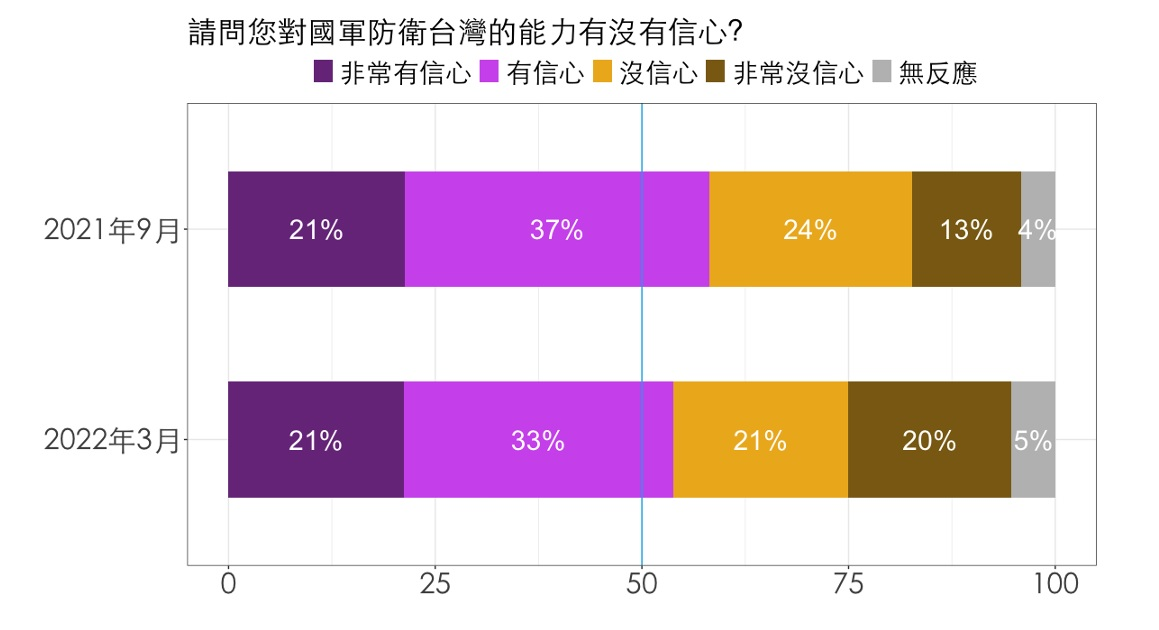 請問您對國軍防衛台灣的能力有沒有信心?
非常有信心 有信心 沒信心 非常沒信心 無反應
2021年9月 21% 37% 24% 13% 4%
2022年3月 21% 33% 21% 20% 5%
0 25 50 75 100